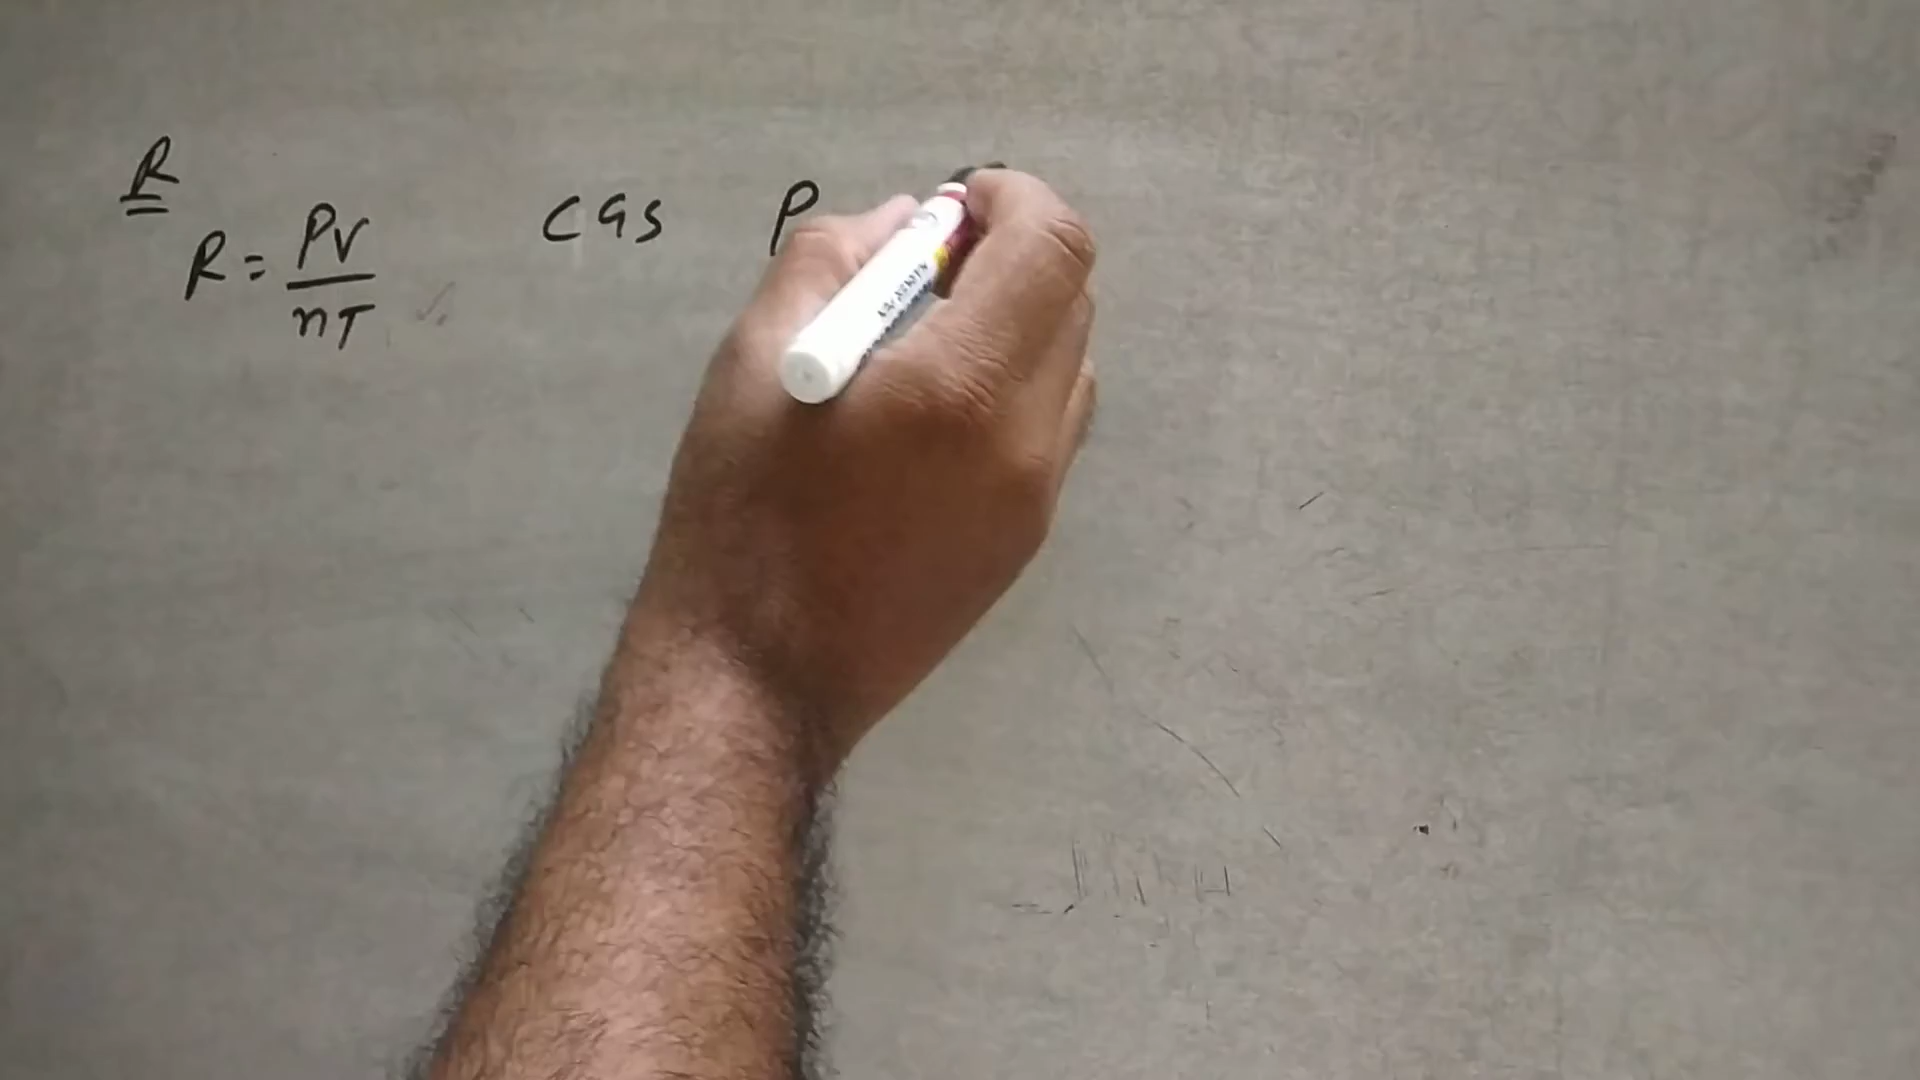 R
R = PV / nT
CGS P